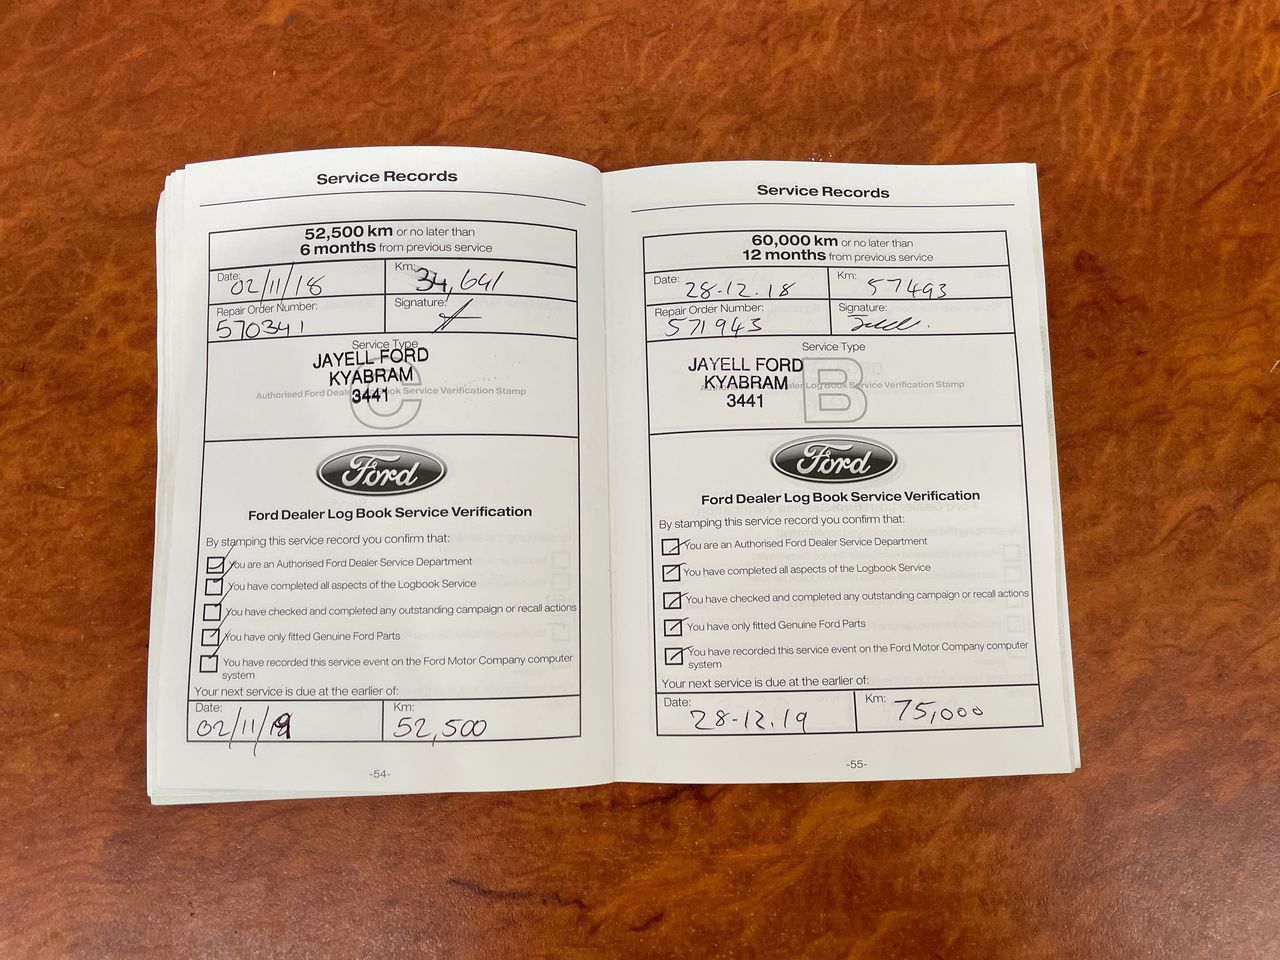 Service Records
52,500 km or no later than
6 months from previous service
Date: 02/11/18 Km: 34,641
Repair Order Number: 570341 Signature:
Service Type
JAYELL FORD
KYABRAM
3441
C
Authorised Ford Dealer Log Book Service Verification Stamp
Ford
Ford Dealer Log Book Service Verification
By stamping this service record you confirm that:
You are an Authorised Ford Dealer Service Department
You have completed all aspects of the Logbook Service
You have checked and completed any outstanding campaign or recall actions
You have only fitted Genuine Ford Parts
You have recorded this service event on the Ford Motor Company computer
system
Your next service is due at the earlier of:
Date: 02/11/19 Km: 52,500
-54-
Service Records
60,000 km or no later than
12 months from previous service
Date: 28-12.18 Km: 57493
Repair Order Number: 571943 Signature:
Service Type
JAYELL FORD
KYABRAM
3441
B
Authorised Ford Dealer Log Book Service Verification Stamp
Ford
Ford Dealer Log Book Service Verification
By stamping this service record you confirm that:
You are an Authorised Ford Dealer Service Department
You have completed all aspects of the Logbook Service
You have checked and completed any outstanding campaign or recall actions
You have only fitted Genuine Ford Parts
You have recorded this service event on the Ford Motor Company computer
system
Your next service is due at the earlier of:
Date: 28-12.19 Km: 75,000
-55-